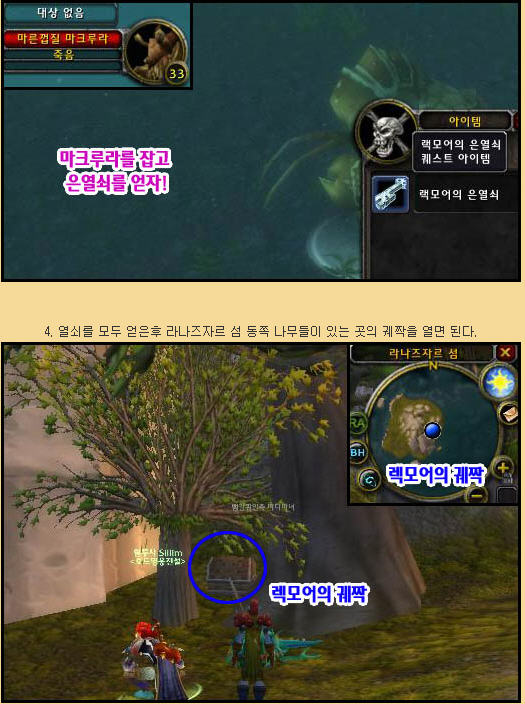 대상 없음
마른껍질 마크루라
죽음
33
아이템
랙모어의 은열쇠
퀘스트 아이템
랙모어의 은열쇠
마크루라를 잡고
은열쇠를 얻자!
4. 열쇠를 모두 얻은후 라나즈자르 섬 동쪽 나무들이 있는 곳의 궤짝을 열면 된다.
라나즈자르 섬
N
RA
BH
렉모어의 궤짝
Siilm
렉모어의 궤짝